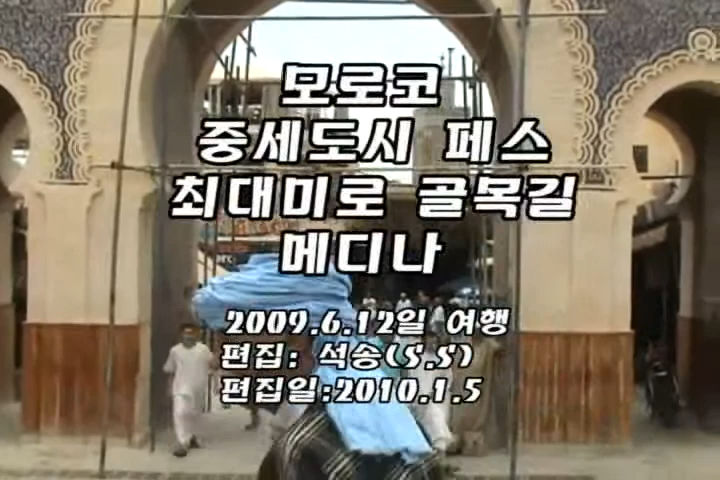 모로코
중세도시 페스
최대미로 골목길
메디나
2009.6.12일 여행
편집: 석송(S.S)
편집일:2010.1.5